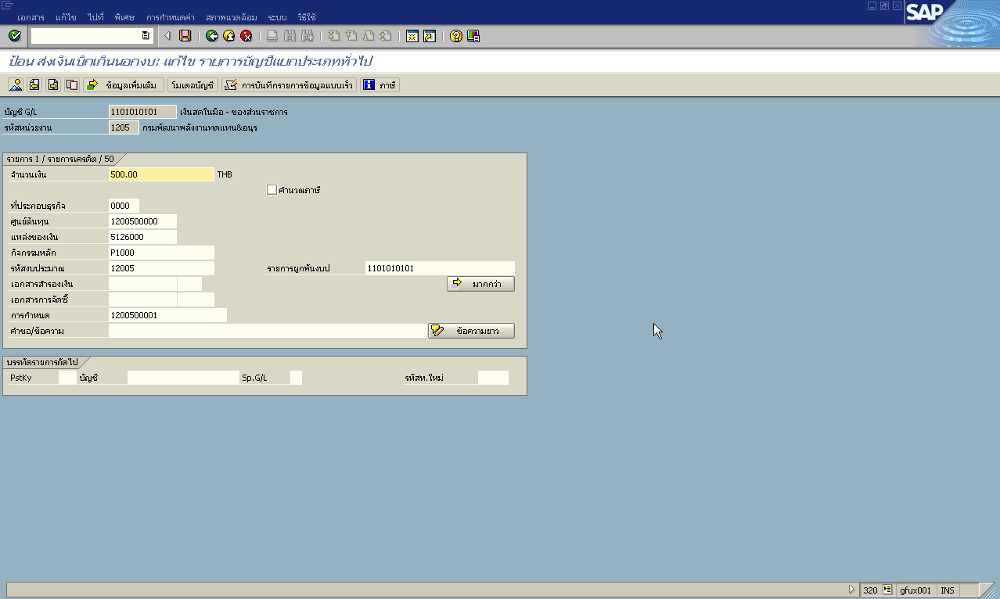 เอกสาร แก้ไข ไปที่ พิเศษ การกำหนดค่า สภาพแวดล้อม ระบบ วิธีใช้
SAP
ป้อน ส่งเงินเบิกเกินนอกงบ: แก้ไข รายการบัญชีแยกประเภททั่วไป
ข้อมูลเพิ่มเติม โมเดลบัญชี การบันทึกรายการข้อมูลแบบเร็ว ภาษี
บัญชี G/L 1101010101 เงินสดในมือ - ของส่วนราชการ
รหัสหน่วยงาน 1205 กรมพัฒนาพลังงานทดแทน&อนุร
รายการ 1 / รายการเครดิต / 50
จำนวนเงิน 500.00 THB
คำนวณภาษี
ที่ประกอบธุรกิจ 0000
ศูนย์ต้นทุน 1200500000
แหล่งของเงิน 5126000
กิจกรรมหลัก P1000
รหัสงบประมาณ 12005 รายการผูกพันงบป 1101010101
เอกสารสำรองเงิน มากกว่า
เอกสารการจัดซื้
การกำหนด 1200500001
คำขอ/ข้อความ ข้อความยาว
บรรทัดรายการถัดไป
PstKy บัญชี Sp.G/L รหัสห.ใหม่
320 gfux001 INS